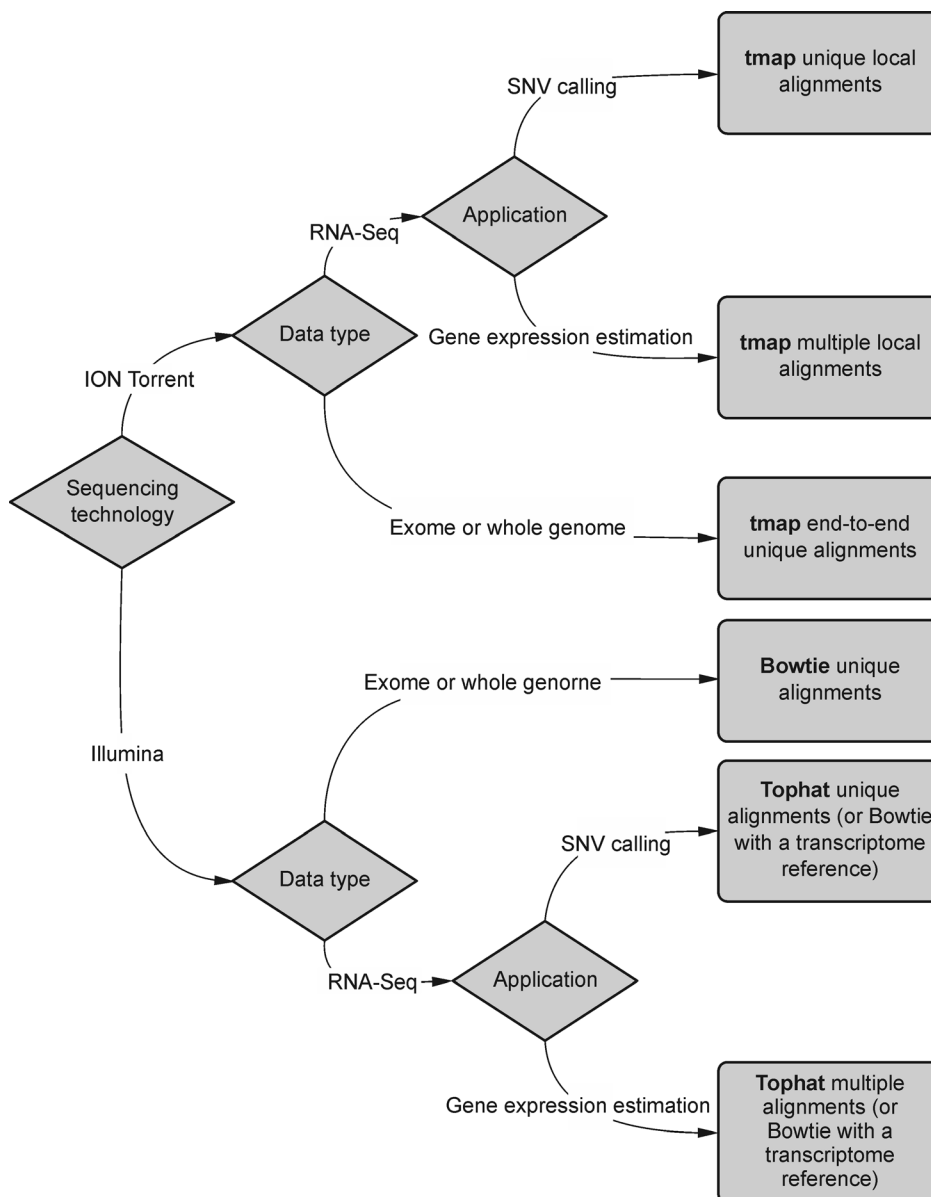 tmap unique local
alignments
SNV calling
Application
RNA-Seq
Data type
Gene expression estimation
tmap multiple local
alignments
ION Torrent
Sequencing
technology
Exome or whole genome
tmap end-to-end
unique alignments
Bowtie unique
alignments
Exome or whole genorne
Illumina
Tophat unique
alignments (or Bowtie
with a transcriptome
reference)
SNV calling
Data type
RNA-Seq
Application
Gene expression estimation
Tophat multiple
alignments (or
Bowtie with a
transcriptome
reference)